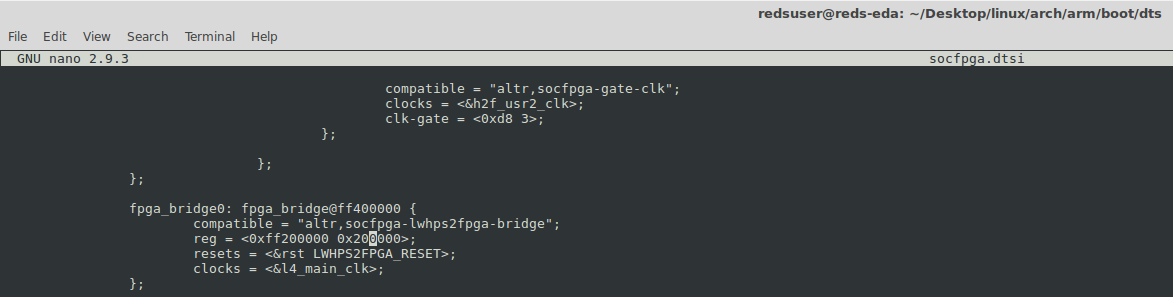 redsuser@reds-eda: ~/Desktop/linux/arch/arm/boot/dts
File Edit View Search Terminal Help
GNU nano 2.9.3 socfpga.dtsi
compatible = "altr,socfpga-gate-clk";
clocks = <&h2f_usr2_clk>;
clk-gate = <0xd8 3>;
};
};
};
fpga_bridge0: fpga_bridge@ff400000 {
compatible = "altr,socfpga-lwhps2fpga-bridge";
reg = <0xff200000 0x200000>;
resets = <&rst LWHPS2FPGA_RESET>;
clocks = <&l4_main_clk>;
};